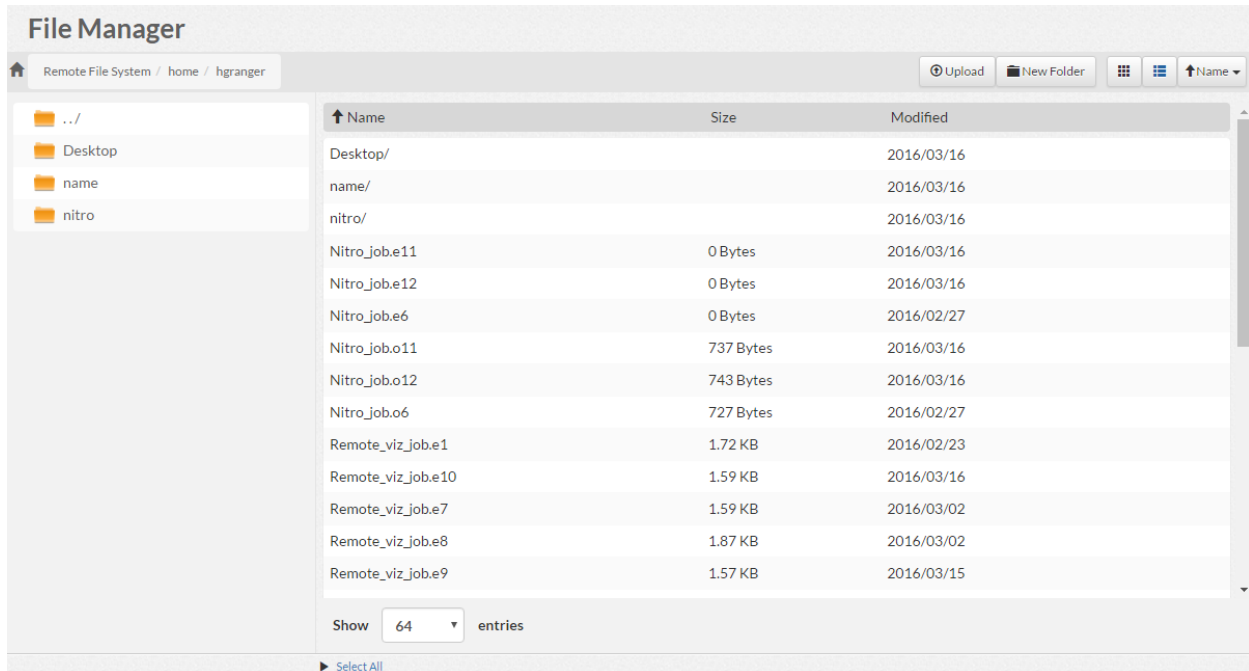 File Manager
Remote File System / home / hgranger
Upload New Folder Name
../
Desktop
name
nitro
Name Size Modified
Desktop/ 2016/03/16
name/ 2016/03/16
nitro/ 2016/03/16
Nitro_job.e11 0 Bytes 2016/03/16
Nitro_job.e12 0 Bytes 2016/03/16
Nitro_job.e6 0 Bytes 2016/02/27
Nitro_job.o11 737 Bytes 2016/03/16
Nitro_job.o12 743 Bytes 2016/03/16
Nitro_job.o6 727 Bytes 2016/02/27
Remote_viz_job.e1 1.72 KB 2016/02/23
Remote_viz_job.e10 1.59 KB 2016/03/16
Remote_viz_job.e7 1.59 KB 2016/03/02
Remote_viz_job.e8 1.87 KB 2016/03/02
Remote_viz_job.e9 1.57 KB 2016/03/15
Show 64 entries
Select All